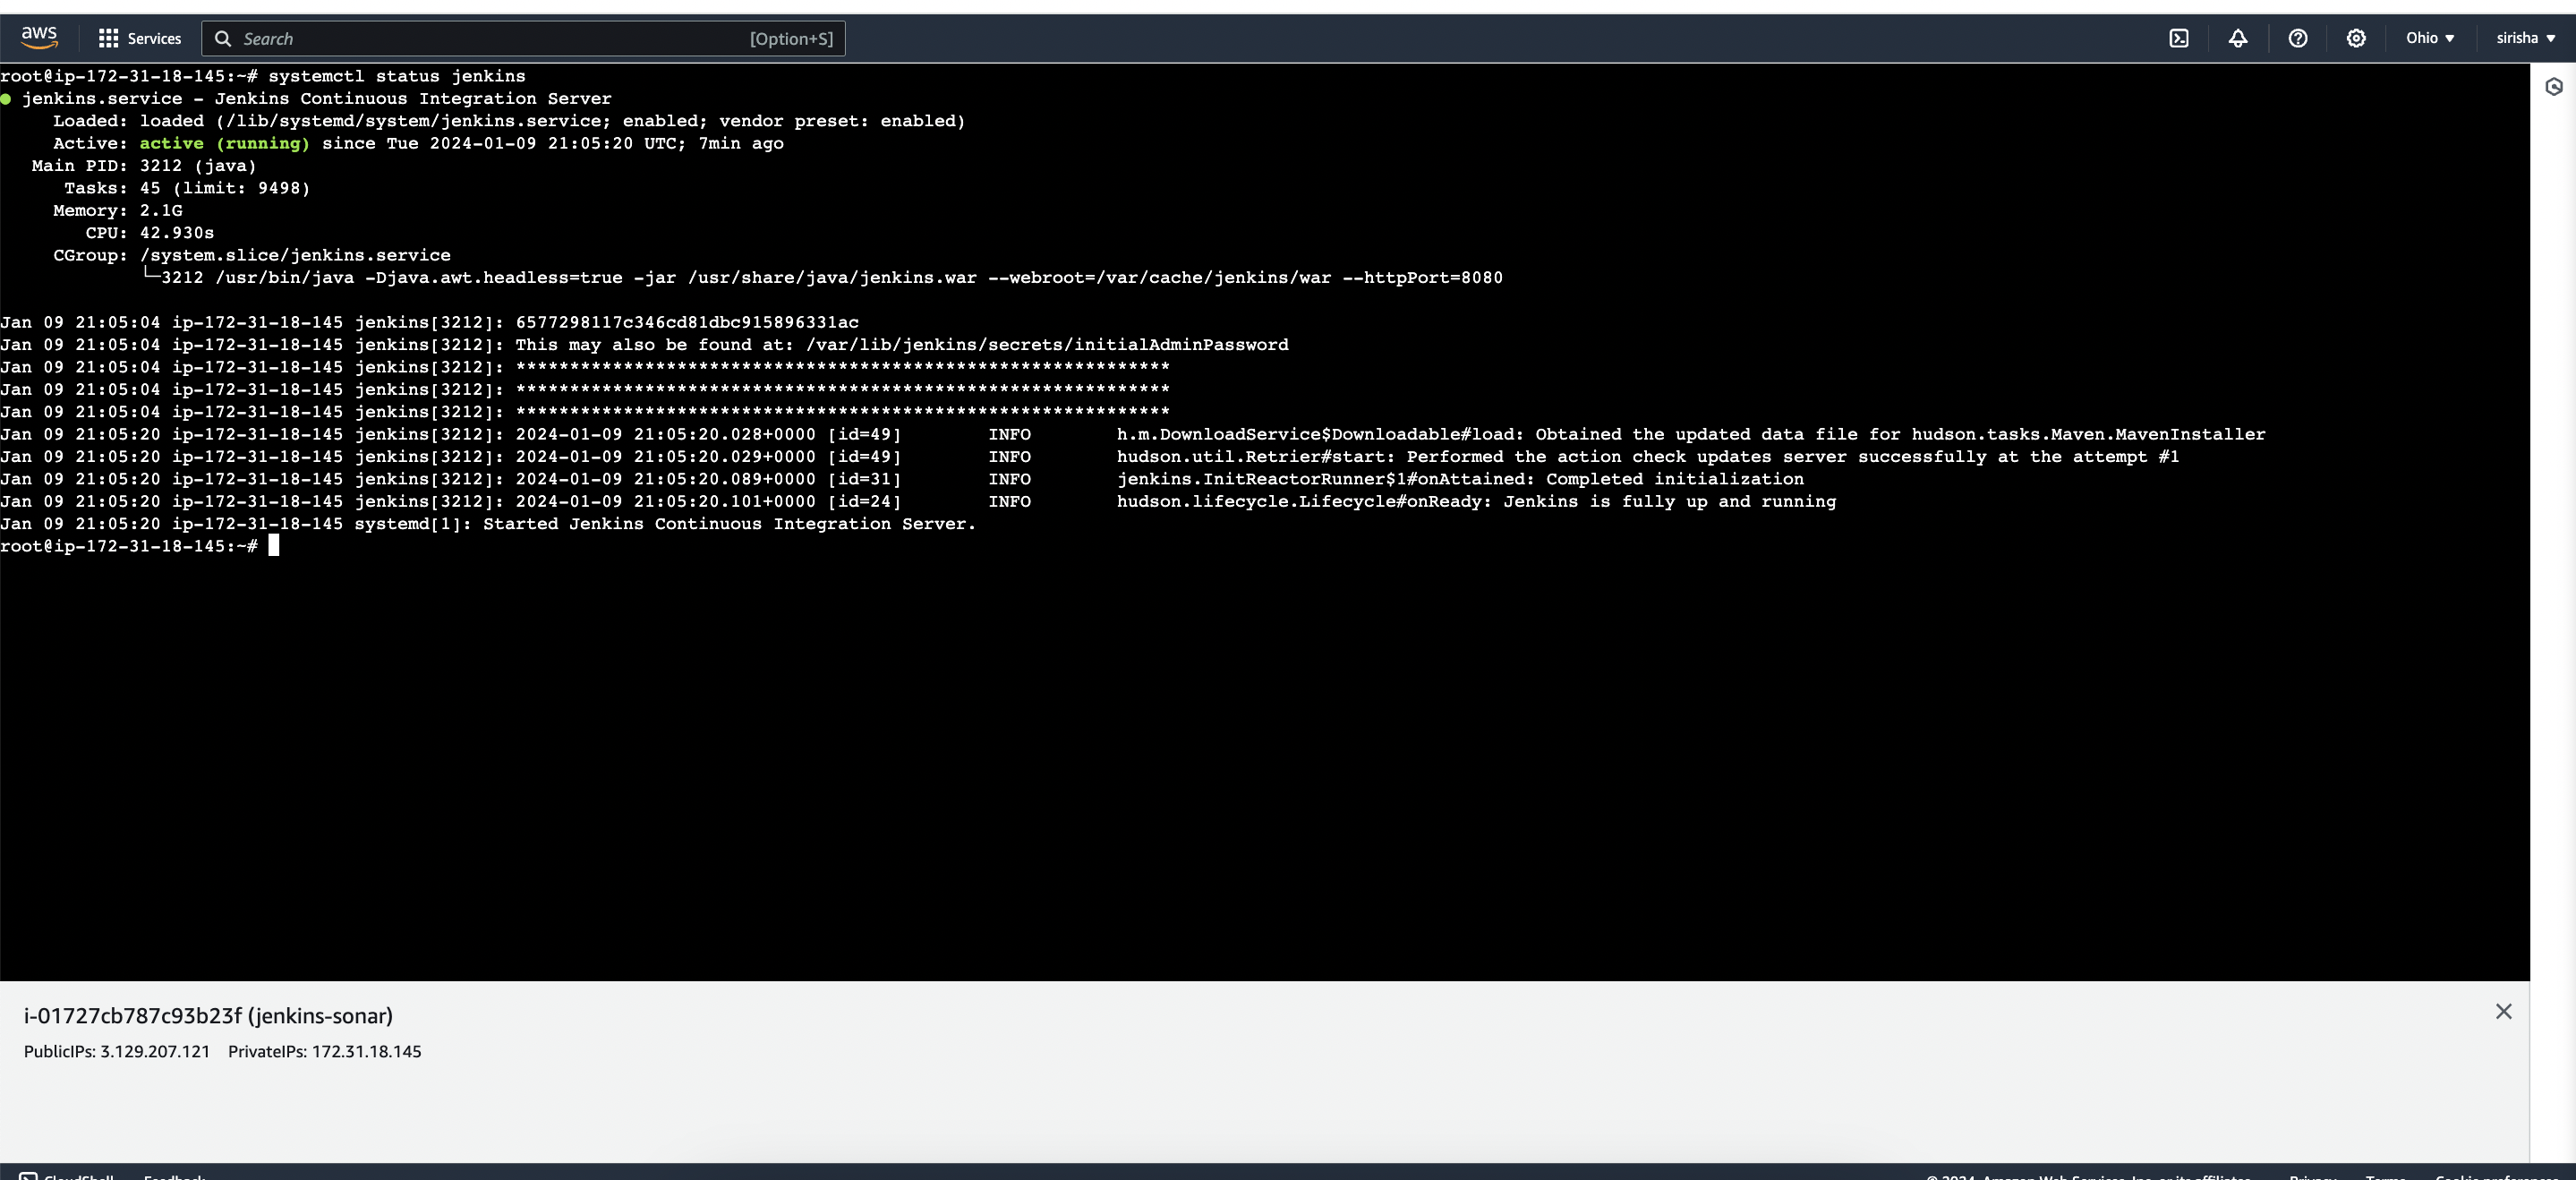 aws Services Search [Option+S] Ohio ▼ sirisha ▼
root@ip-172-31-18-145:~# systemctl status jenkins
● jenkins.service - Jenkins Continuous Integration Server
Loaded: loaded (/lib/systemd/system/jenkins.service; enabled; vendor preset: enabled)
Active: active (running) since Tue 2024-01-09 21:05:20 UTC; 7min ago
Main PID: 3212 (java)
Tasks: 45 (limit: 9498)
Memory: 2.1G
CPU: 42.930s
CGroup: /system.slice/jenkins.service
└─3212 /usr/bin/java -Djava.awt.headless=true -jar /usr/share/java/jenkins.war --webroot=/var/cache/jenkins/war --httpPort=8080
Jan 09 21:05:04 ip-172-31-18-145 jenkins[3212]: 6577298117c346cd81dbc915896331ac
Jan 09 21:05:04 ip-172-31-18-145 jenkins[3212]: This may also be found at: /var/lib/jenkins/secrets/initialAdminPassword
Jan 09 21:05:04 ip-172-31-18-145 jenkins[3212]: *************************************************************
Jan 09 21:05:04 ip-172-31-18-145 jenkins[3212]: *************************************************************
Jan 09 21:05:04 ip-172-31-18-145 jenkins[3212]: *************************************************************
Jan 09 21:05:20 ip-172-31-18-145 jenkins[3212]: 2024-01-09 21:05:20.028+0000 [id=49] INFO h.m.DownloadService$Downloadable#load: Obtained the updated data file for hudson.tasks.Maven.MavenInstaller
Jan 09 21:05:20 ip-172-31-18-145 jenkins[3212]: 2024-01-09 21:05:20.029+0000 [id=49] INFO hudson.util.Retrier#start: Performed the action check updates server successfully at the attempt #1
Jan 09 21:05:20 ip-172-31-18-145 jenkins[3212]: 2024-01-09 21:05:20.089+0000 [id=31] INFO jenkins.InitReactorRunner$1#onAttained: Completed initialization
Jan 09 21:05:20 ip-172-31-18-145 jenkins[3212]: 2024-01-09 21:05:20.101+0000 [id=24] INFO hudson.lifecycle.Lifecycle#onReady: Jenkins is fully up and running
Jan 09 21:05:20 ip-172-31-18-145 systemd[1]: Started Jenkins Continuous Integration Server.
root@ip-172-31-18-145:~#
i-01727cb787c93b23f (jenkins-sonar)
PublicIPs: 3.129.207.121 PrivateIPs: 172.31.18.145
CloudShell Feedback © 2024, Amazon Web Services, Inc. or its affiliates. Privacy Terms Cookie preferences